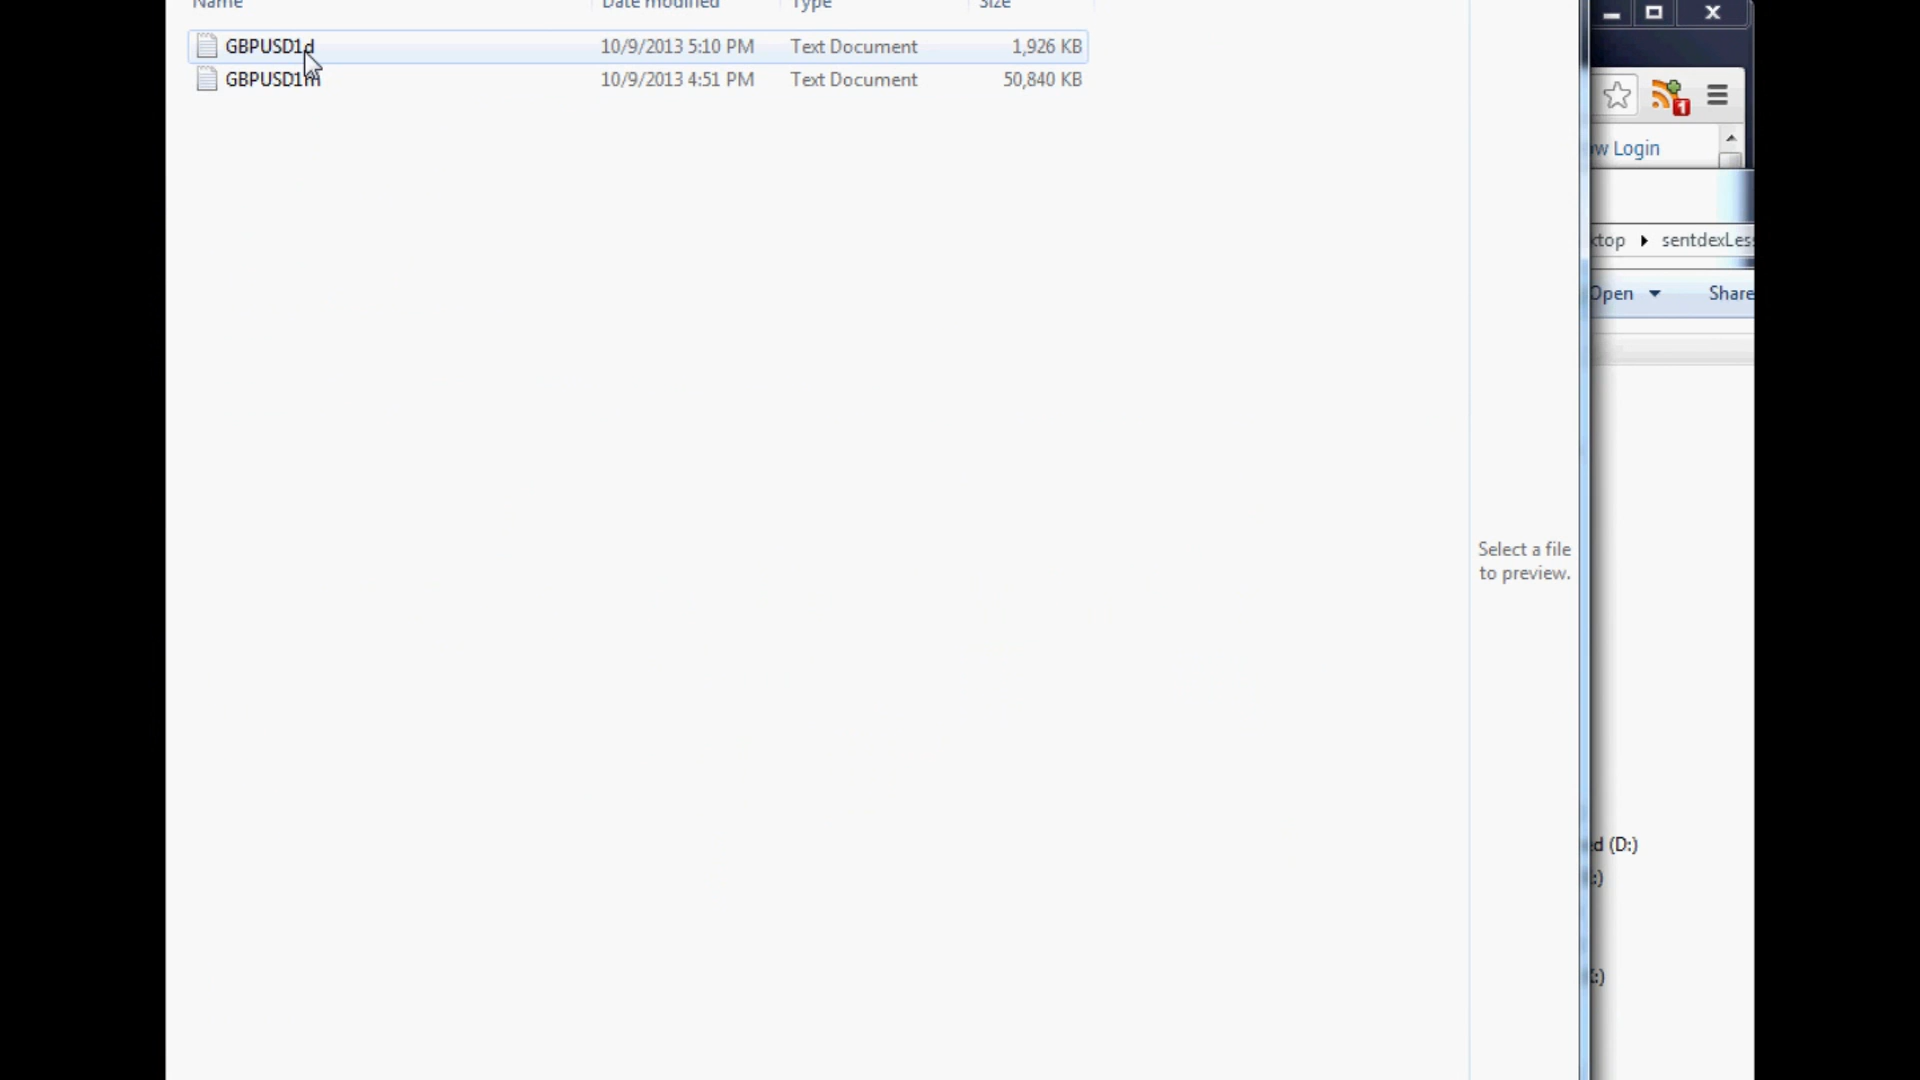 Name Date modified Type Size
GBPUSD1d 10/9/2013 5:10 PM Text Document 1,926 KB
GBPUSD1m 10/9/2013 4:51 PM Text Document 50,840 KB
1
w Login
ktop sentdexLes
Open Share
Select a file
to preview.
d (D:)
:)
:)